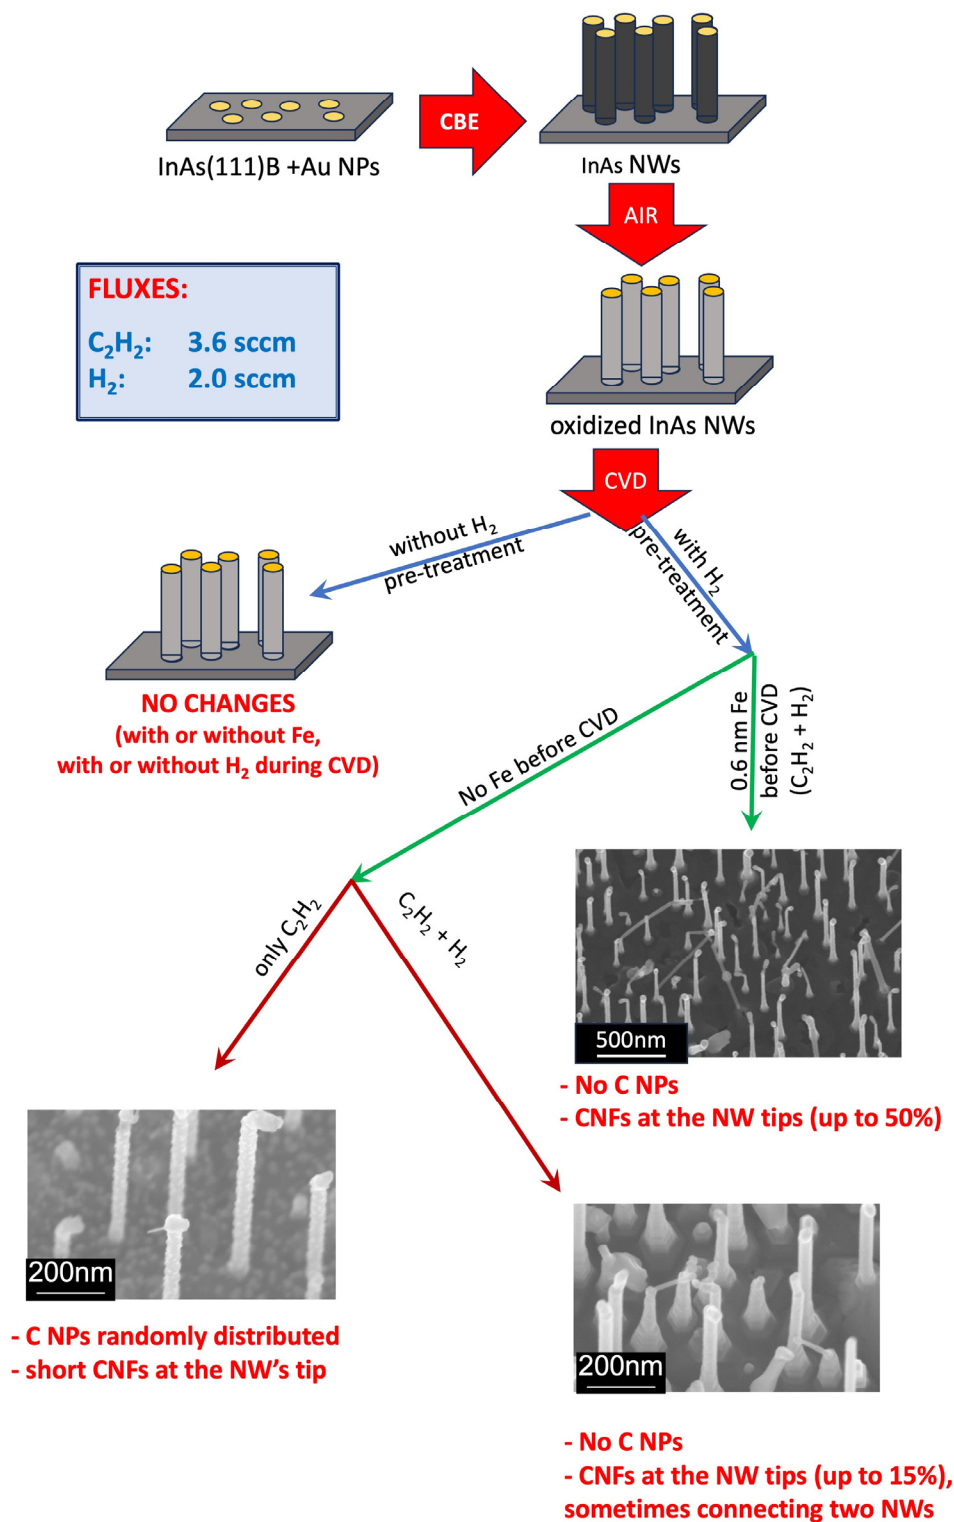 CBE
InAs(111)B +Au NPs
InAs NWs
AIR
FLUXES:
C₂H₂: 3.6 sccm
H₂: 2.0 sccm
oxidized InAs NWs
CVD
without H₂
pre-treatment
with H₂
pre-treatment
NO CHANGES
(with or without Fe,
with or without H₂ during CVD)
No Fe before CVD
0.6 nm Fe
before CVD
(C₂H₂ + H₂)
only C₂H₂
C₂H₂ + H₂
500nm
- No C NPs
- CNFs at the NW tips (up to 50%)
200nm
- C NPs randomly distributed
- short CNFs at the NW's tip
200nm
- No C NPs
- CNFs at the NW tips (up to 15%),
sometimes connecting two NWs